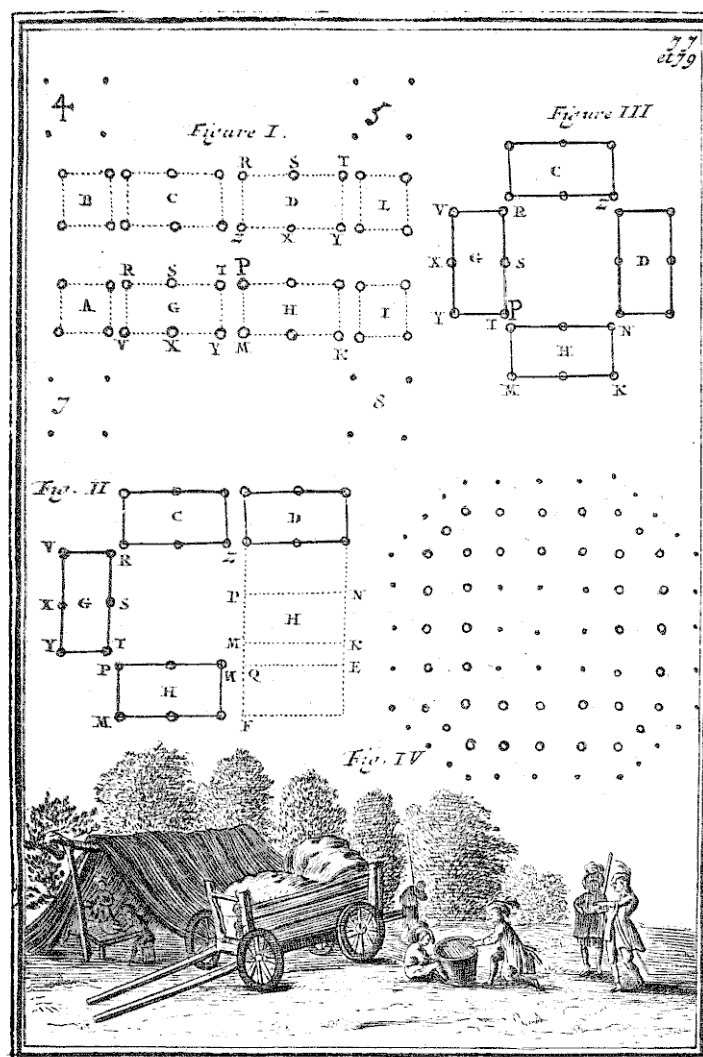 77
et 79
4
5
Figure I.
Figure III
R S T
B C D L
Z X Y
R S T P
A G H I
V X Y M K
7
8
C
V R Z
X G S D
Y T P N
H
M K
Fig. II
C D
V R Z
P N
X G S H
M K
Y T
P N Q E
H
M F
Fig. IV